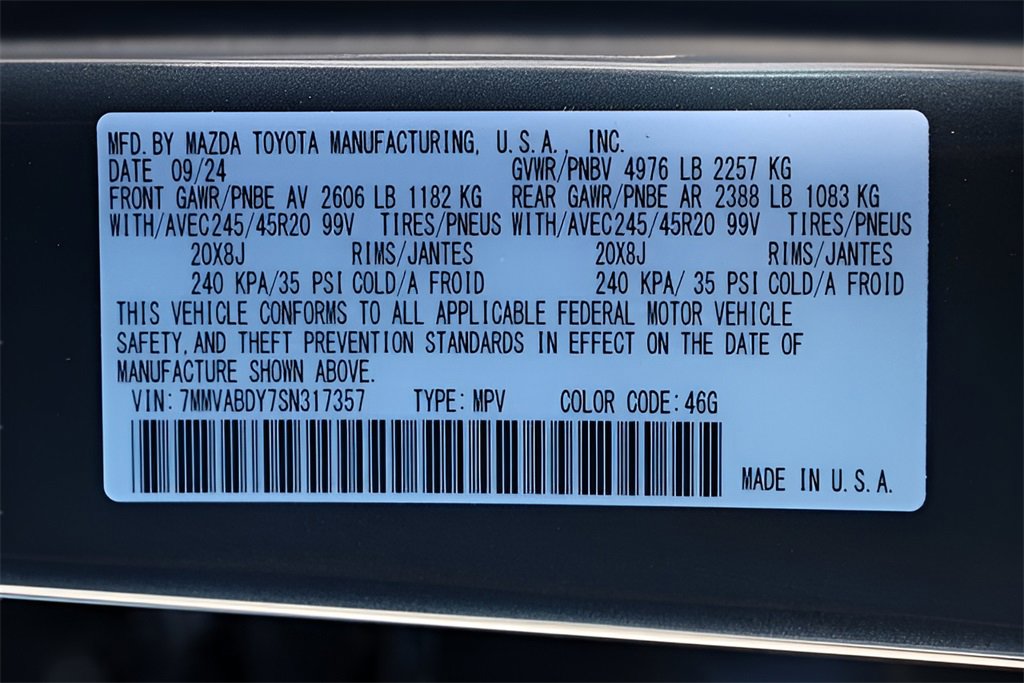 MFD. BY MAZDA TOYOTA MANUFACTURING, U.S.A., INC.
DATE 09/24 GVWR/PNBV 4976 LB 2257 KG
FRONT GAWR/PNBE AV 2606 LB 1182 KG REAR GAWR/PNBE AR 2388 LB 1083 KG
WITH/AVEC245/45R20 99V TIRES/PNEUS WITH/AVEC245/45R20 99V TIRES/PNEUS
20X8J RIMS/JANTES 20X8J RIMS/JANTES
240 KPA/35 PSI COLD/A FROID 240 KPA/ 35 PSI COLD/A FROID
THIS VEHICLE CONFORMS TO ALL APPLICABLE FEDERAL MOTOR VEHICLE
SAFETY, AND THEFT PREVENTION STANDARDS IN EFFECT ON THE DATE OF
MANUFACTURE SHOWN ABOVE.
VIN: 7MMVABDY7SN317357 TYPE: MPV COLOR CODE: 46G
MADE IN U.S.A.